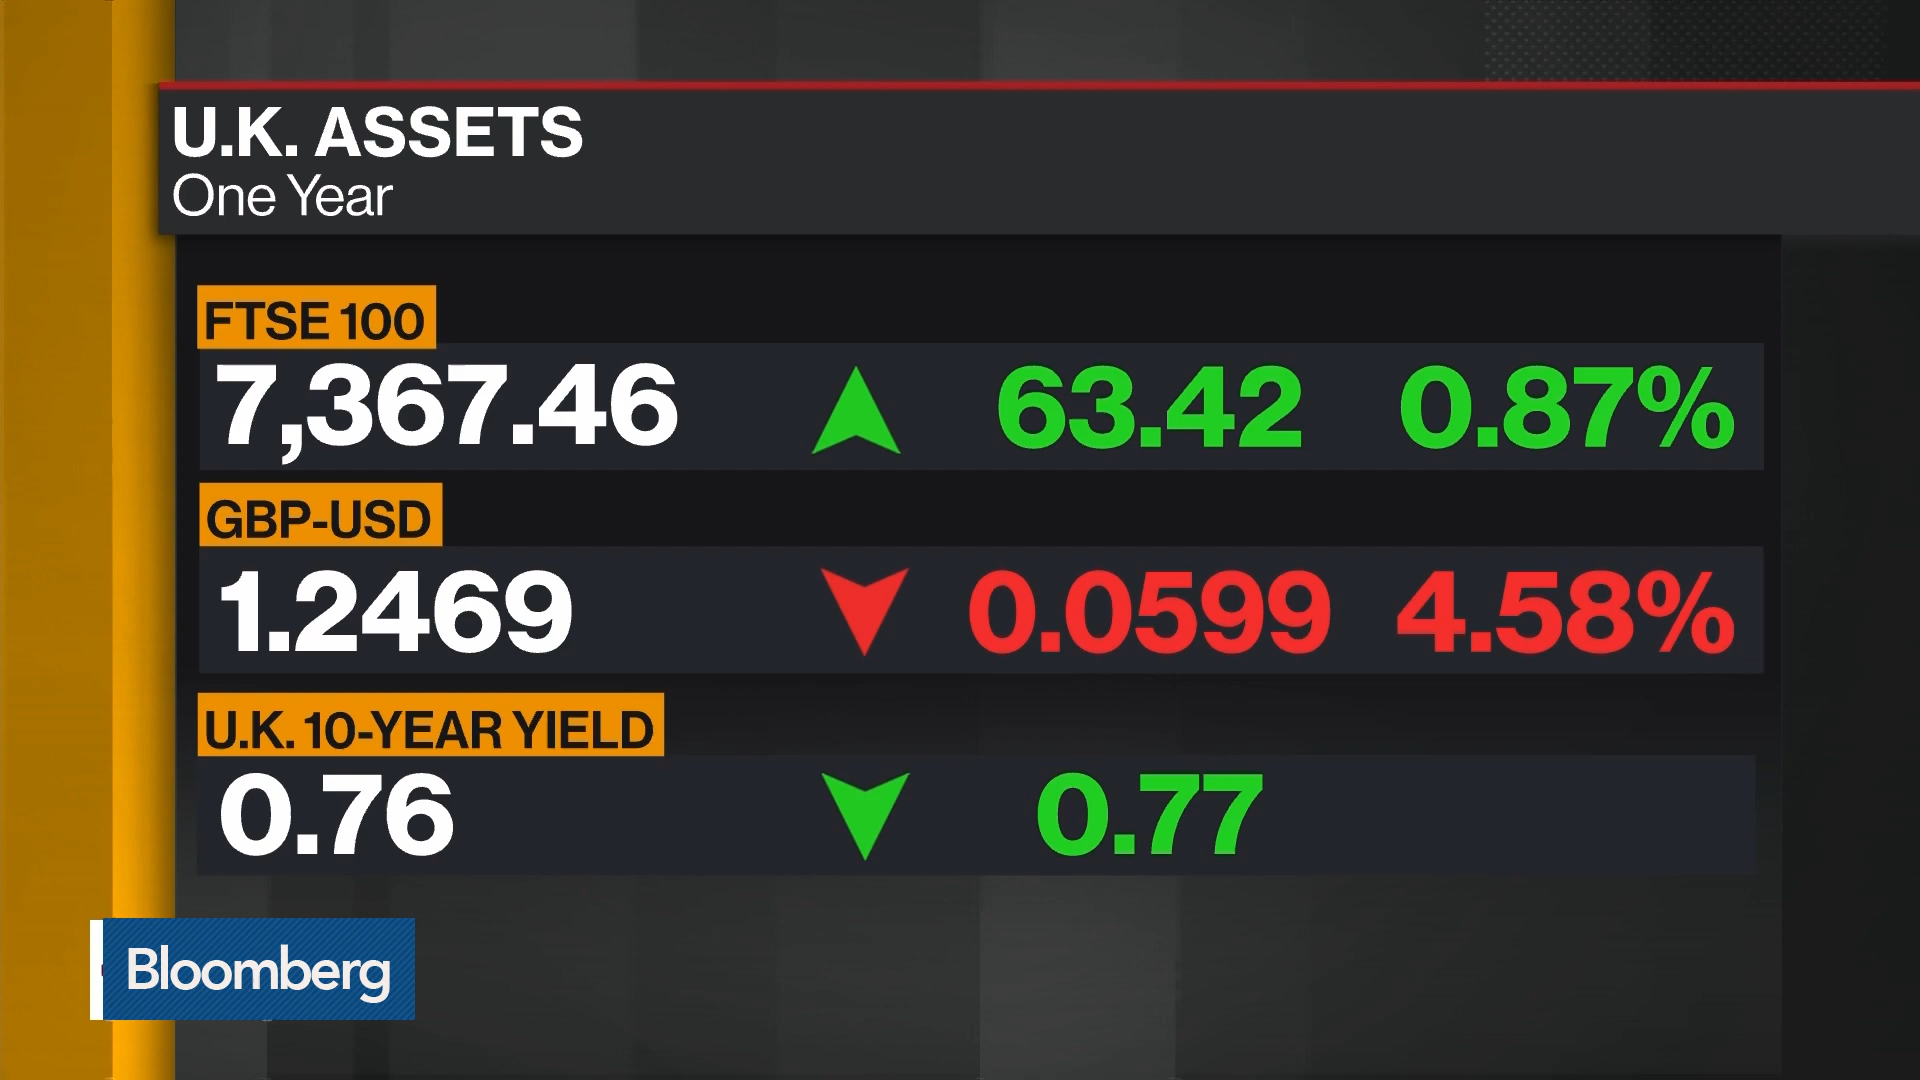 U.K. ASSETS
One Year
FTSE 100
7,367.46 63.42 0.87%
GBP-USD
1.2469 0.0599 4.58%
U.K. 10-YEAR YIELD
0.76 0.77
Bloomberg